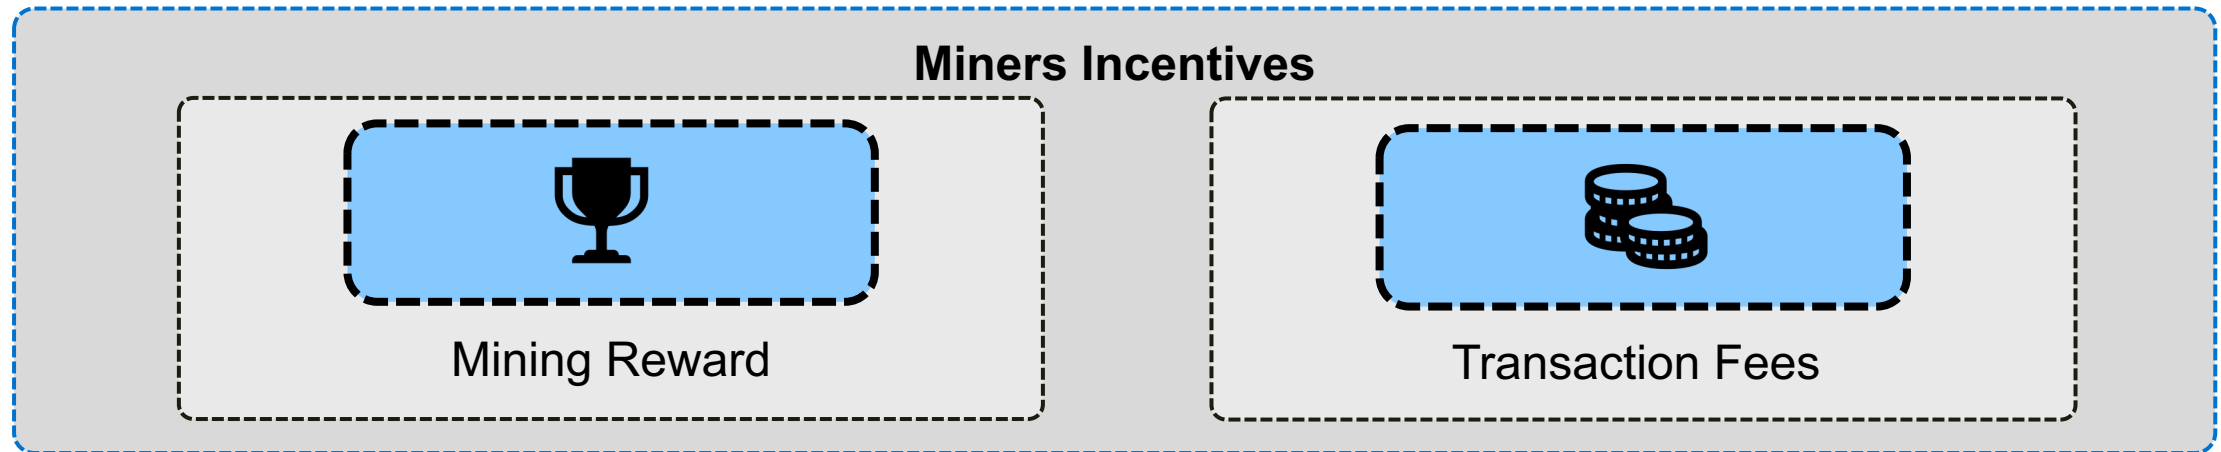 Miners Incentives
Mining Reward
Transaction Fees